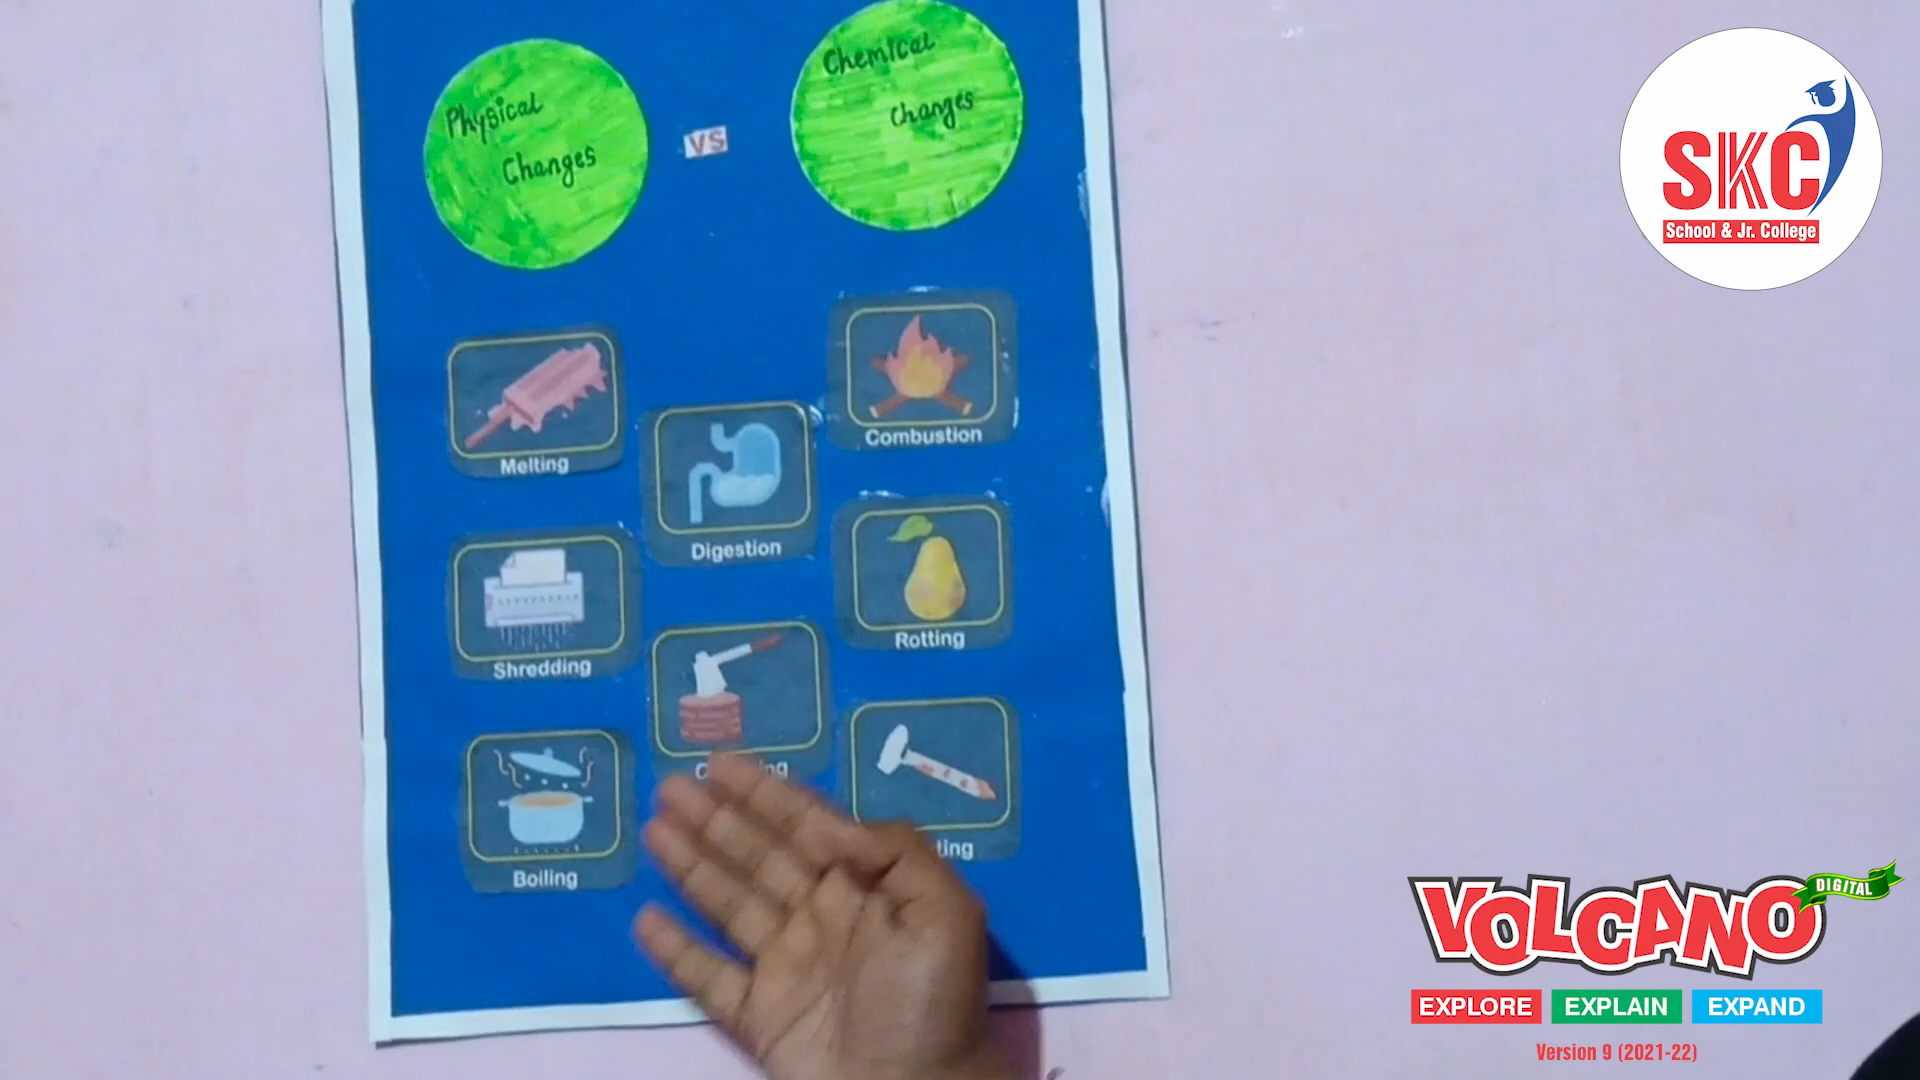 Physical
Changes
VS
Chemical
Changes
Melting
Combustion
Digestion
Shredding
Rotting
Boiling
SKC
School & Jr. College
VOLCANO
DIGITAL
EXPLORE
EXPLAIN
EXPAND
Version 9 (2021-22)